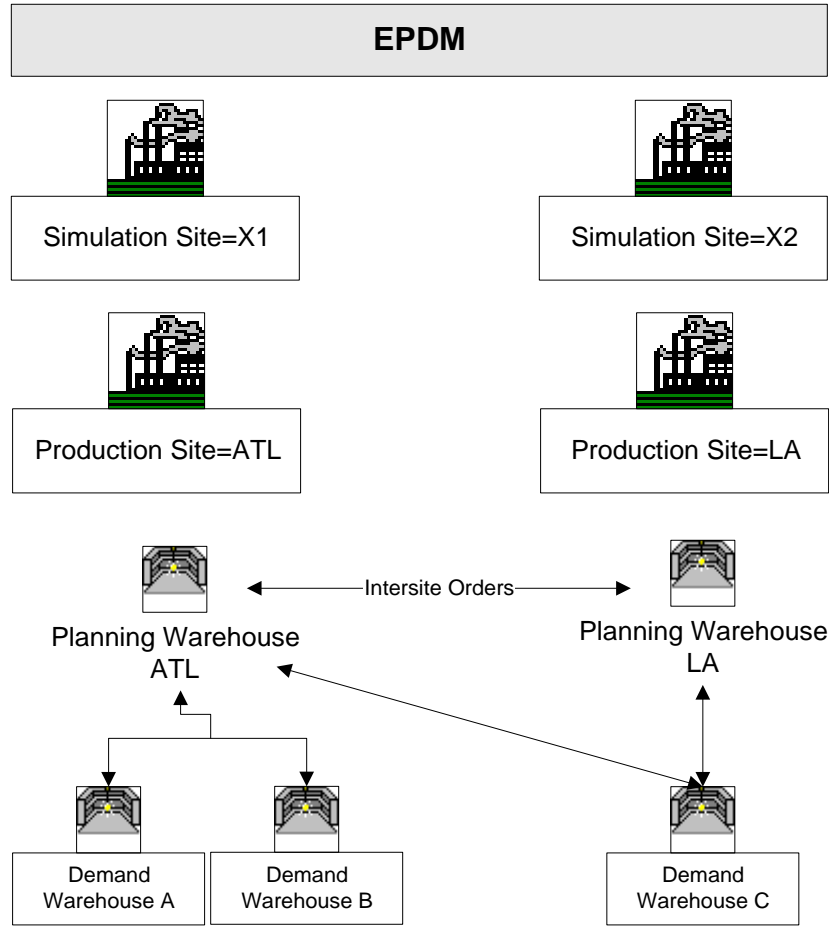 EPDM
Simulation Site=X1
Simulation Site=X2
Production Site=ATL
Production Site=LA
Intersite Orders
Planning Warehouse
ATL
Planning Warehouse
LA
Demand
Warehouse A
Demand
Warehouse B
Demand
Warehouse C